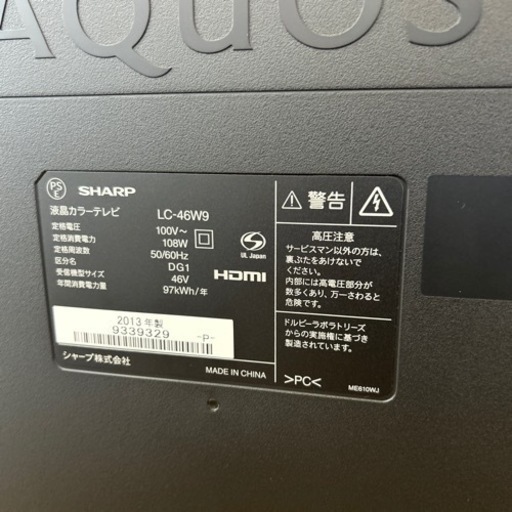 AQUOS
PS E SHARP
液晶カラーテレビ LC-46W9
定格電圧 100V~
定格消費電力 108W
定格周波数 50/60Hz
区分名 DG1
受信機型サイズ 46V
年間消費電力量 97kWh/年
UL Japan
HDMI
2013年製
9339329 -P-
シャープ株式会社
MADE IN CHINA
警告
高圧注意
サービスマン以外の方は、
裏ぶたをあけないで
ください。
内部には高電圧部分が
数多くあり、万一さわると
危険です。
ドルビーラボラトリーズ
からの実施権に基づき
製造されています。
>PC<
ME610WJ